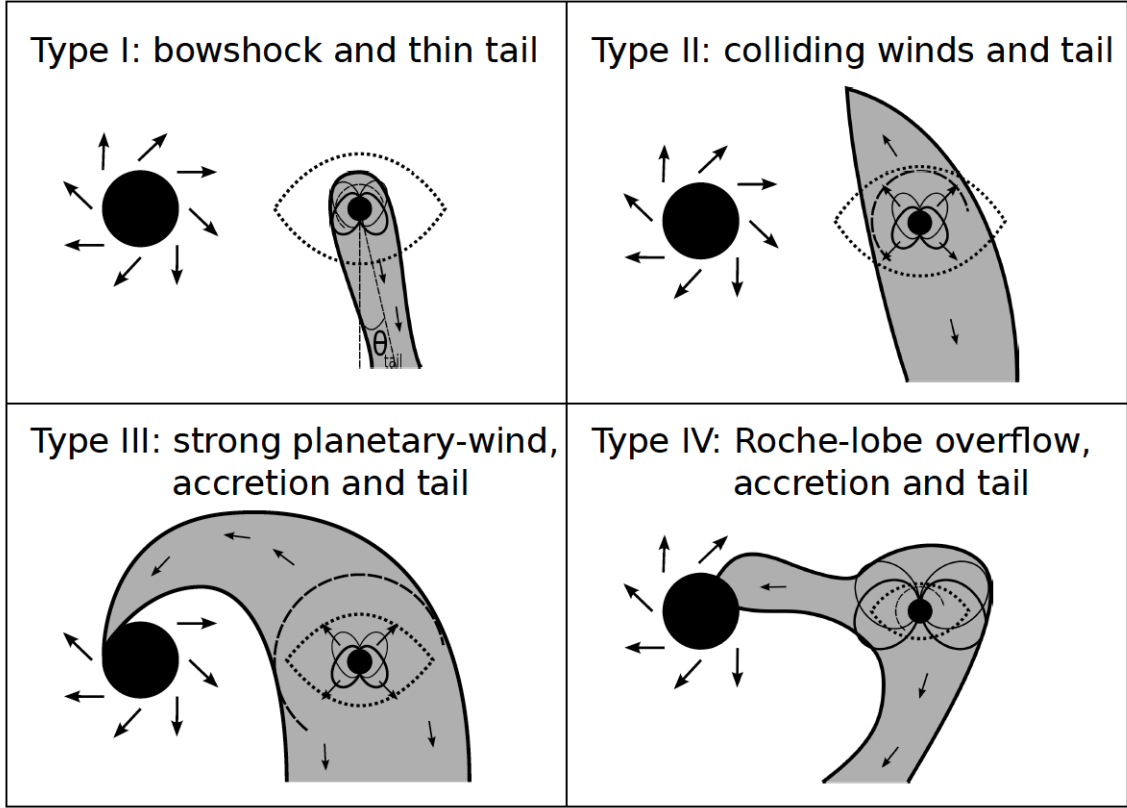 Type I: bowshock and thin tail
Type II: colliding winds and tail
θ
tail
Type III: strong planetary-wind,
accretion and tail
Type IV: Roche-lobe overflow,
accretion and tail